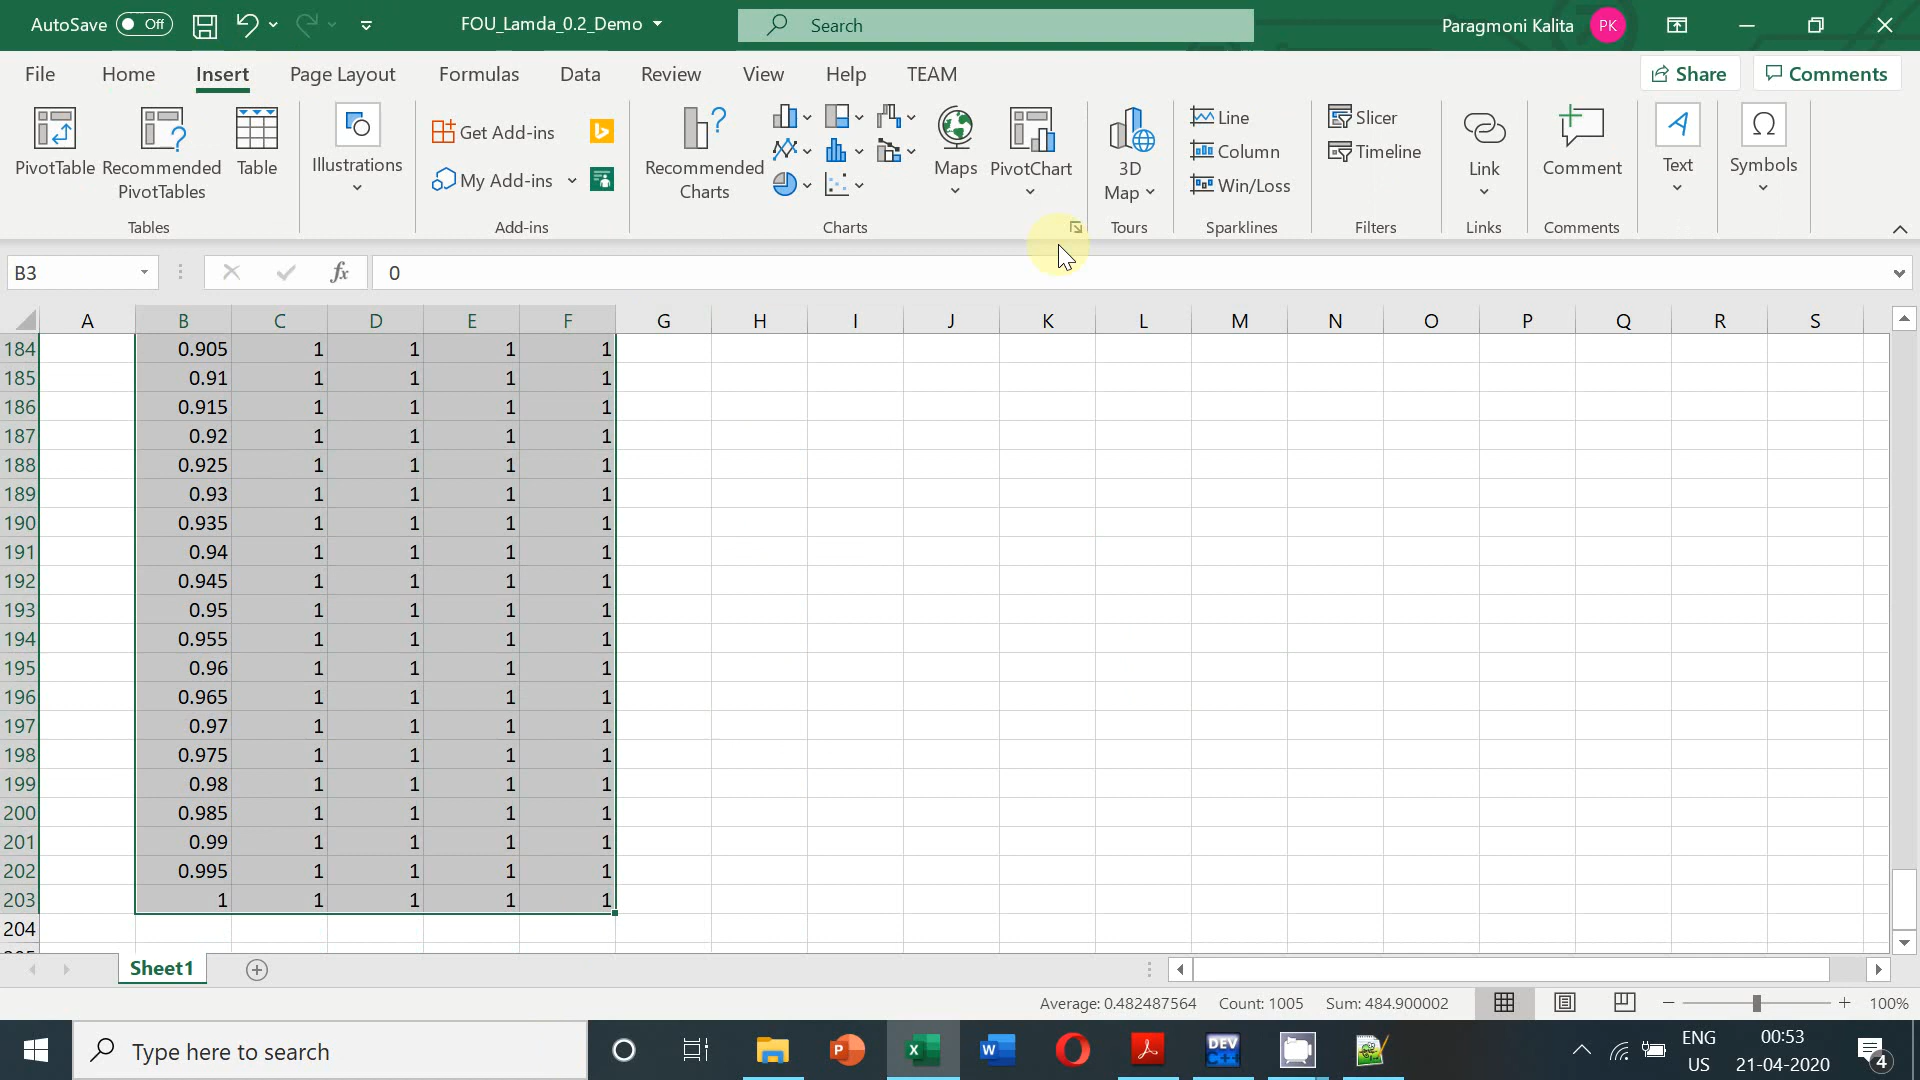 AutoSave Off FOU_Lamda_0.2_Demo Search Paragmoni Kalita PK
File Home Insert Page Layout Formulas Data Review View Help TEAM Share Comments
PivotTable Recommended PivotTables Table Illustrations Get Add-ins My Add-ins Recommended Charts Maps PivotChart 3D Map Line Column Win/Loss Slicer Timeline Link Comment Text Symbols
Tables Add-ins Charts Tours Sparklines Filters Links Comments
B3 fx 0
A B C D E F G H I J K L M N O P Q R S
184 0.905 1 1 1 1
185 0.91 1 1 1 1
186 0.915 1 1 1 1
187 0.92 1 1 1 1
188 0.925 1 1 1 1
189 0.93 1 1 1 1
190 0.935 1 1 1 1
191 0.94 1 1 1 1
192 0.945 1 1 1 1
193 0.95 1 1 1 1
194 0.955 1 1 1 1
195 0.96 1 1 1 1
196 0.965 1 1 1 1
197 0.97 1 1 1 1
198 0.975 1 1 1 1
199 0.98 1 1 1 1
200 0.985 1 1 1 1
201 0.99 1 1 1 1
202 0.995 1 1 1 1
203 1 1 1 1 1
204
Sheet1
Average: 0.482487564 Count: 1005 Sum: 484.900002 100%
Type here to search P X W DEV C++ ENG US 00:53 21-04-2020 4